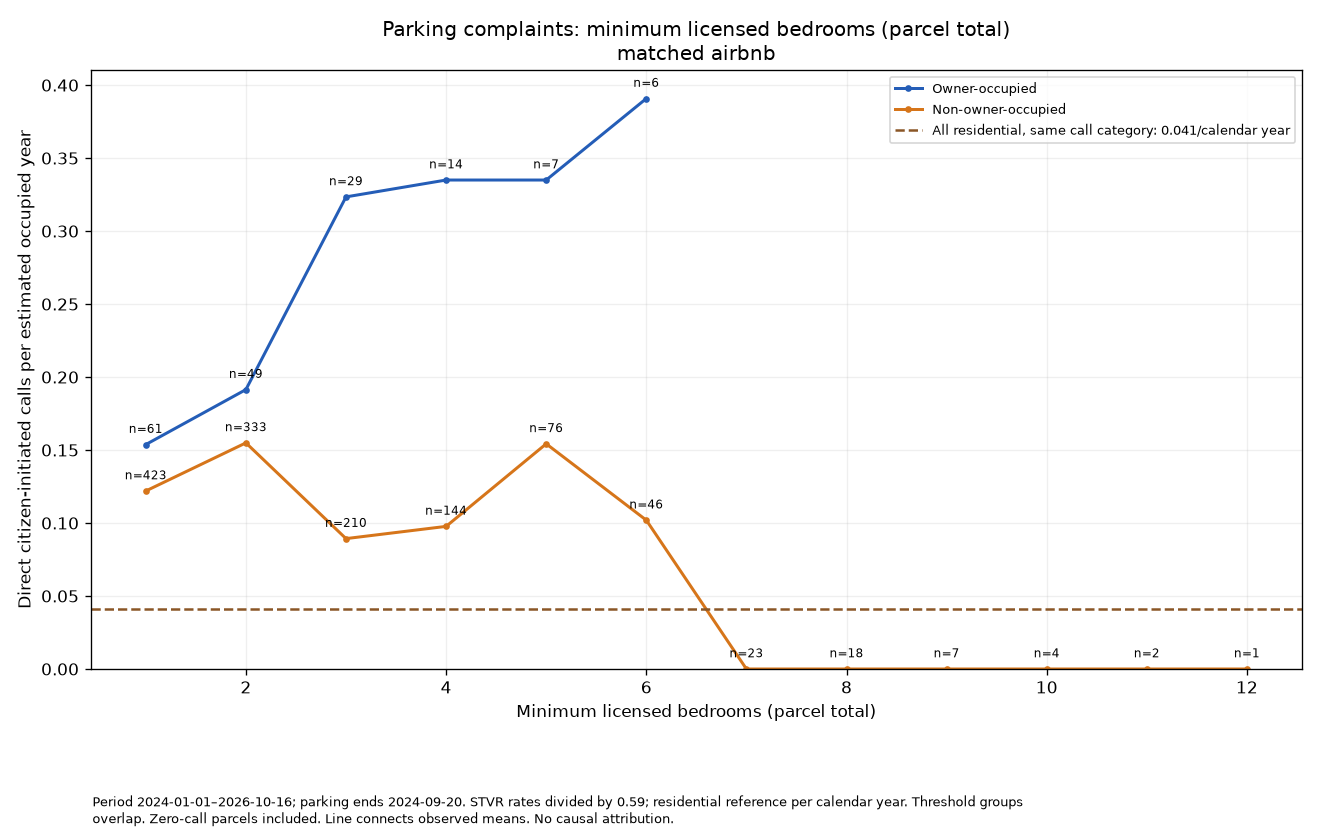 Parking complaints: minimum licensed bedrooms (parcel total)
matched airbnb
Direct citizen-initiated calls per estimated occupied year
0.40
0.35
0.30
0.25
0.20
0.15
0.10
0.05
0.00
Owner-occupied
Non-owner-occupied
All residential, same call category: 0.041/calendar year
n=61
n=49
n=29
n=14
n=7
n=6
n=423
n=333
n=210
n=144
n=76
n=46
n=23
n=18
n=7
n=4
n=2
n=1
2
4
6
8
10
12
Minimum licensed bedrooms (parcel total)
Period 2024-01-01–2026-10-16; parking ends 2024-09-20. STVR rates divided by 0.59; residential reference per calendar year. Threshold groups
overlap. Zero-call parcels included. Line connects observed means. No causal attribution.